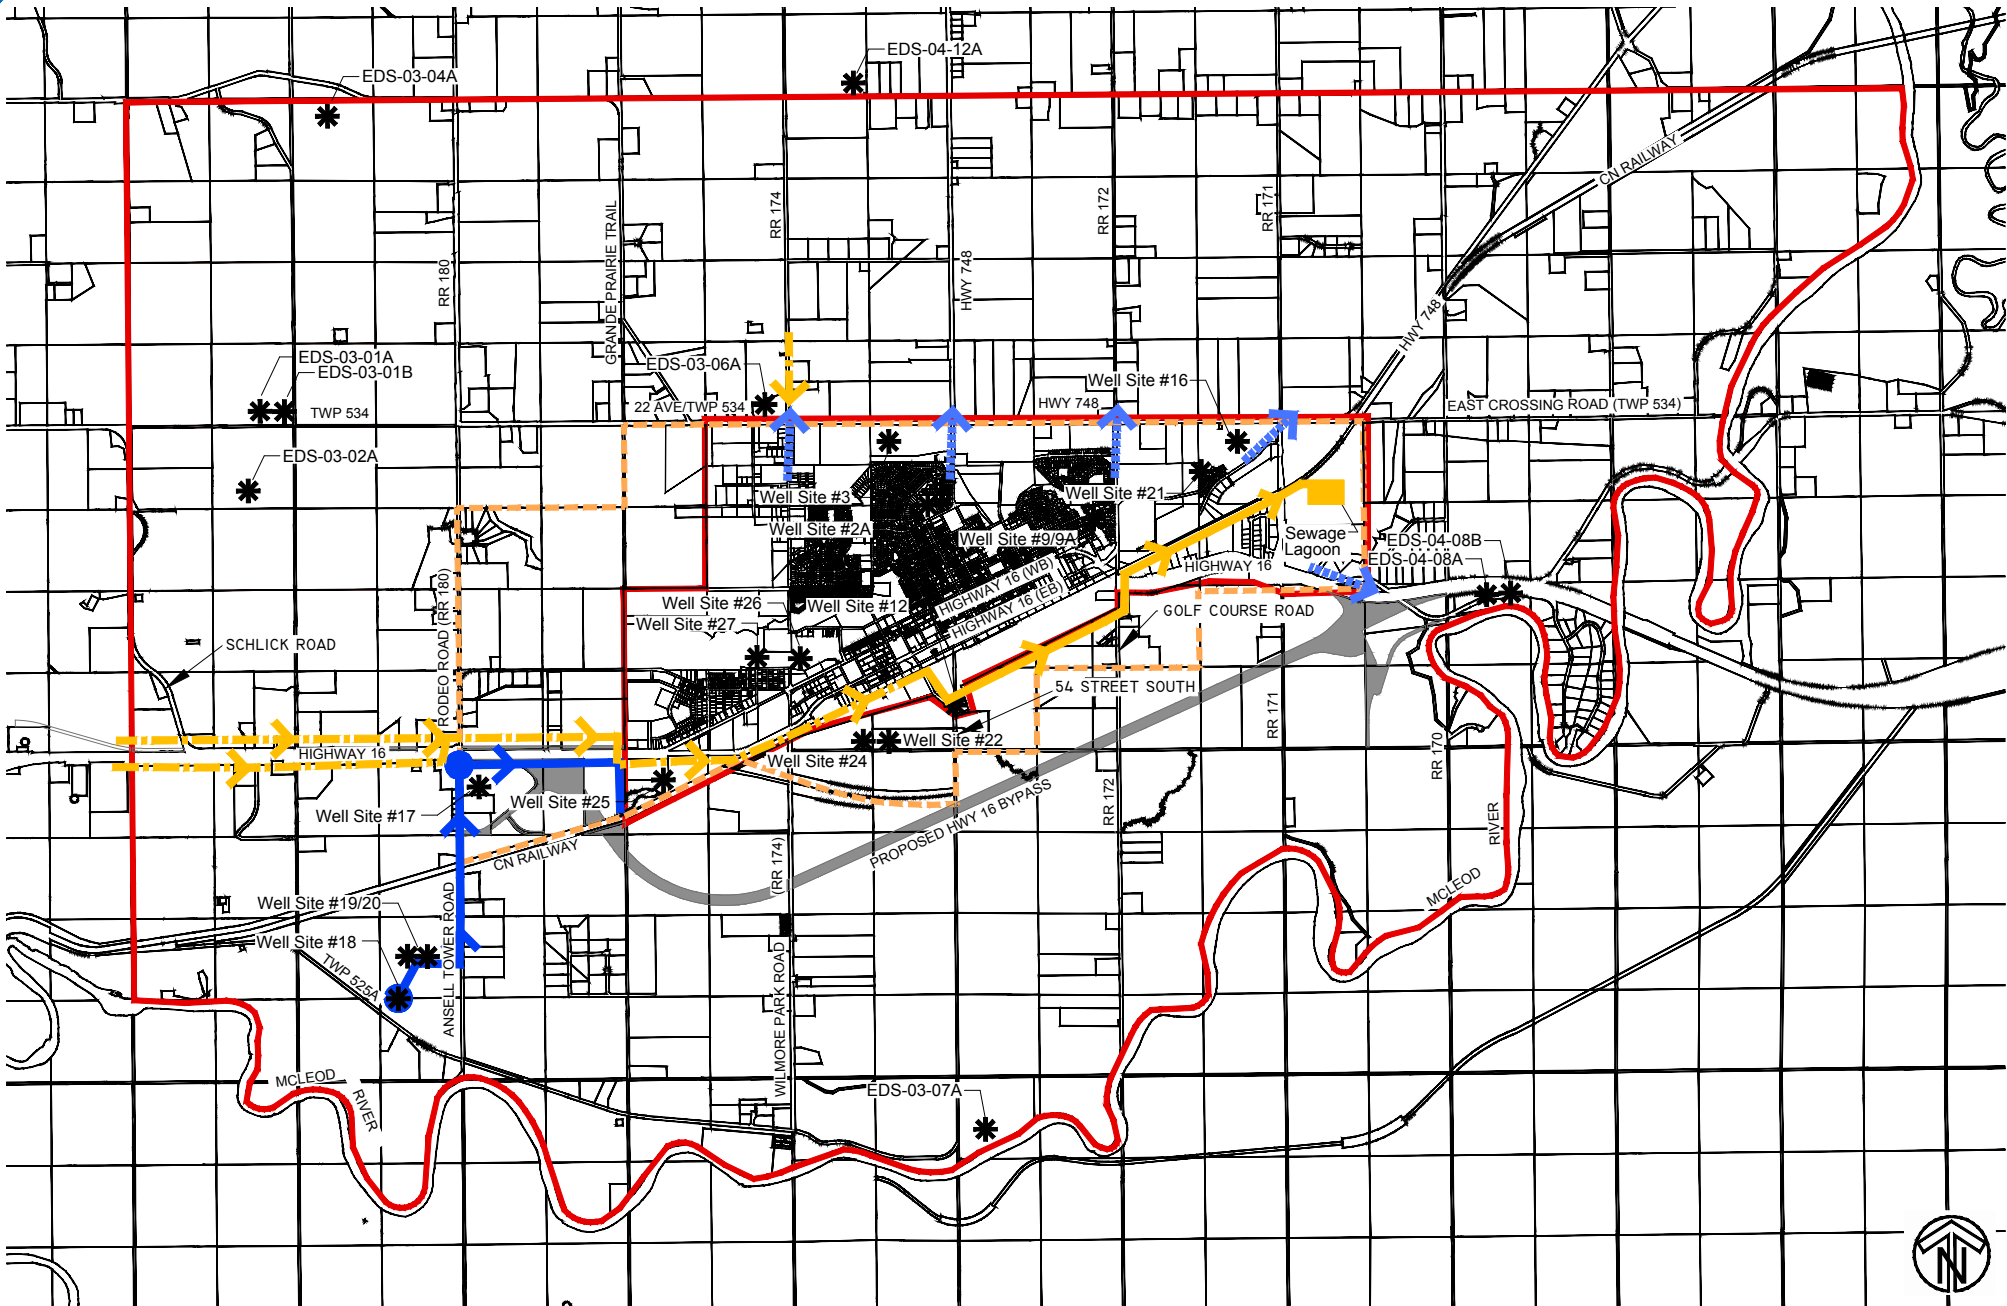 EDS-04-12A
EDS-03-04A
CN RAILWAY
RR 174
RR 172
RR 171
GRANDE PRAIRIE TRAIL
RR 180
HWY 748
HWY 748
EDS-03-01A
EDS-03-01B
EDS-03-06A
Well Site #16
TWP 534
22 AVE/TWP 534
HWY 748
EAST CROSSING ROAD (TWP 534)
EDS-03-02A
Well Site #3
Well Site #21
Well Site #2A
Well Site #9/9A
Sewage
Lagoon
EDS-04-08B
EDS-04-08A
HIGHWAY 16 (WB)
HIGHWAY 16 (EB)
HIGHWAY 16
Well Site #26
Well Site #12
Well Site #27
GOLF COURSE ROAD
SCHLICK ROAD
RODEO ROAD (RR 180)
54 STREET SOUTH
RR 171
RR 170
HIGHWAY 16
Well Site #22
Well Site #24
Well Site #25
Well Site #17
RR 172
PROPOSED HWY 16 BYPASS
RIVER
CN RAILWAY
(RR 174)
MCLEOD
Well Site #19/20
Well Site #18
TWP 525A
ANSELL TOWER ROAD
WILMORE PARK ROAD
MCLEOD
RIVER
EDS-03-07A
N